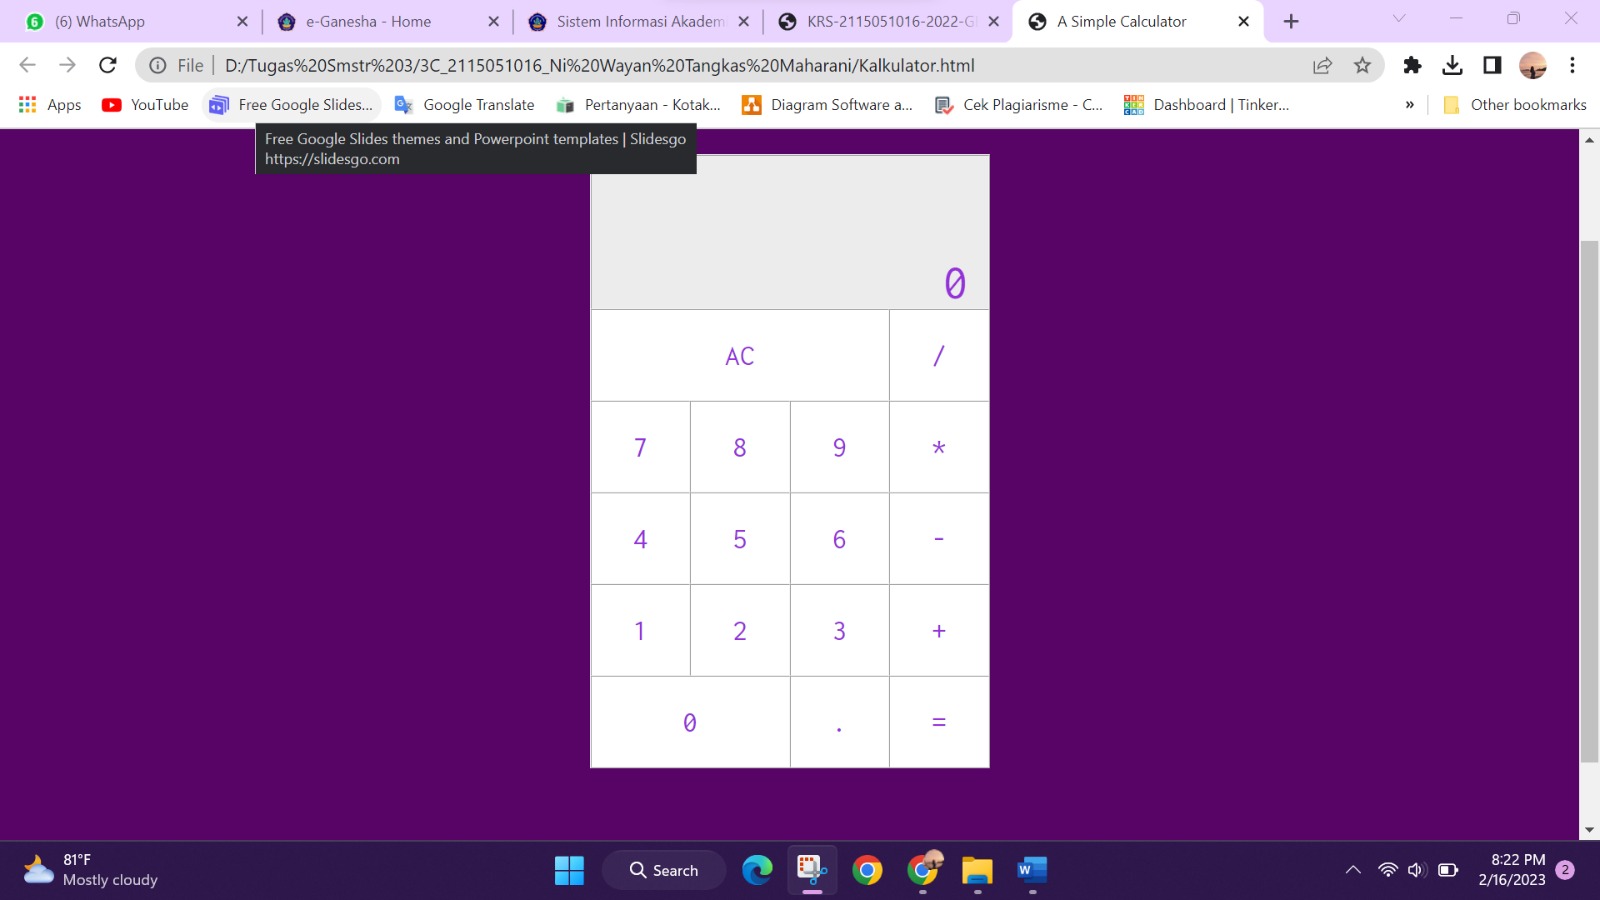 6 (6) WhatsApp
e-Ganesha - Home
Sistem Informasi Akadem
KRS-2115051016-2022-G
A Simple Calculator
File D:/Tugas%20Smstr%203/3C_2115051016_Ni%20Wayan%20Tangkas%20Maharani/Kalkulator.html
Apps
YouTube
Free Google Slides...
Google Translate
Pertanyaan - Kotak...
Diagram Software a...
Cek Plagiarisme - C...
Dashboard | Tinker...
»
Other bookmarks
Free Google Slides themes and Powerpoint templates | Slidesgo
https://slidesgo.com
0
AC /
7 8 9 *
4 5 6 -
1 2 3 +
0 . =
81°F
Mostly cloudy
Search
W
8:22 PM
2/16/2023
2